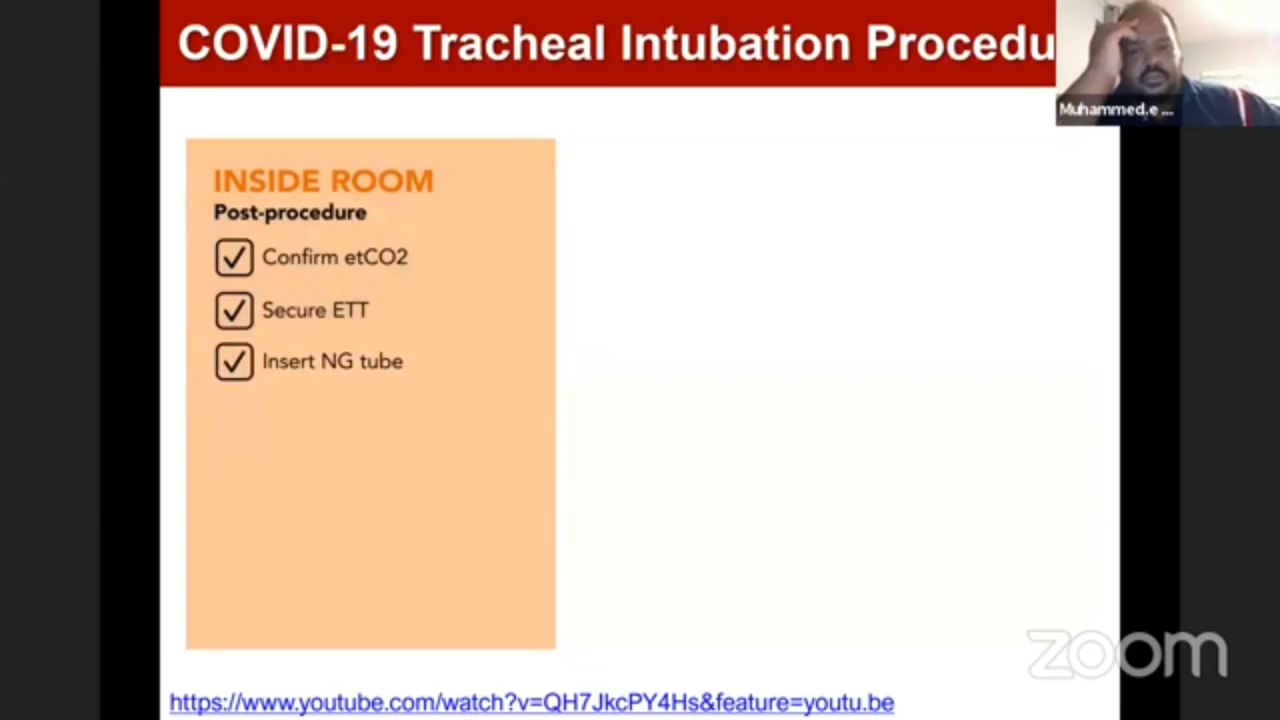 COVID-19 Tracheal Intubation Procedu
Muhammed.e ...
INSIDE ROOM
Post-procedure
Confirm etCO2
Secure ETT
Insert NG tube
zoom
https://www.youtube.com/watch?v=QH7JkcPY4Hs&feature=youtu.be